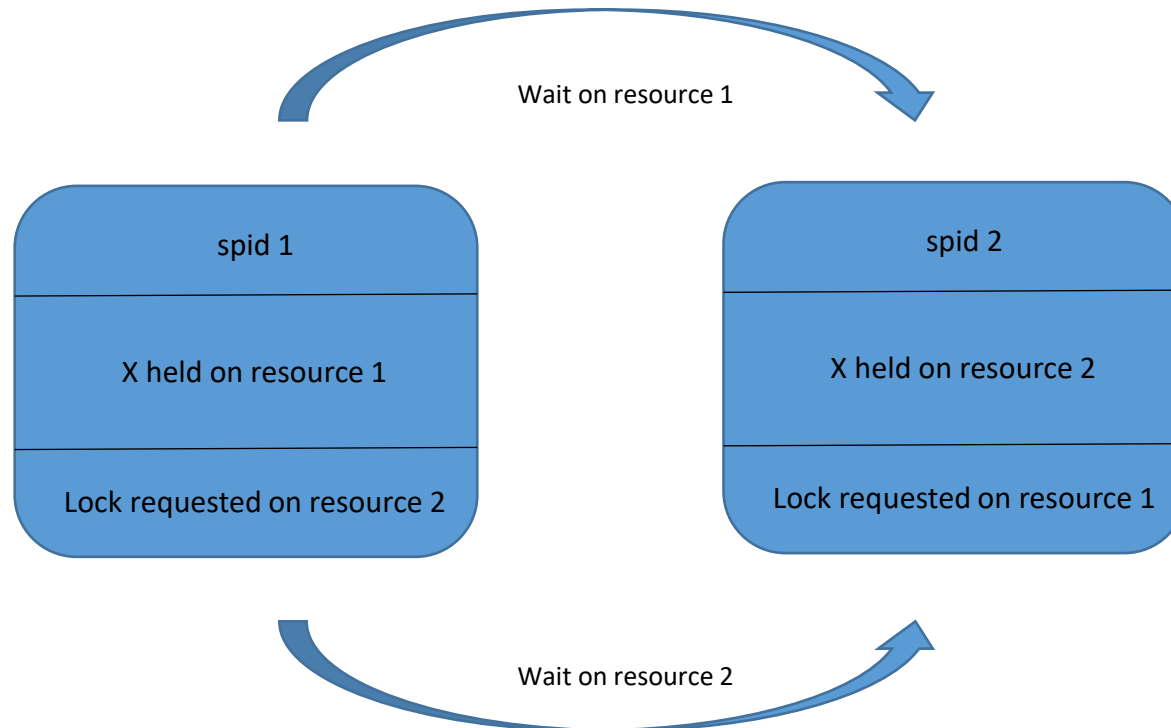 Wait on resource 1
spid 1
X held on resource 1
Lock requested on resource 2
spid 2
X held on resource 2
Lock requested on resource 1
Wait on resource 2